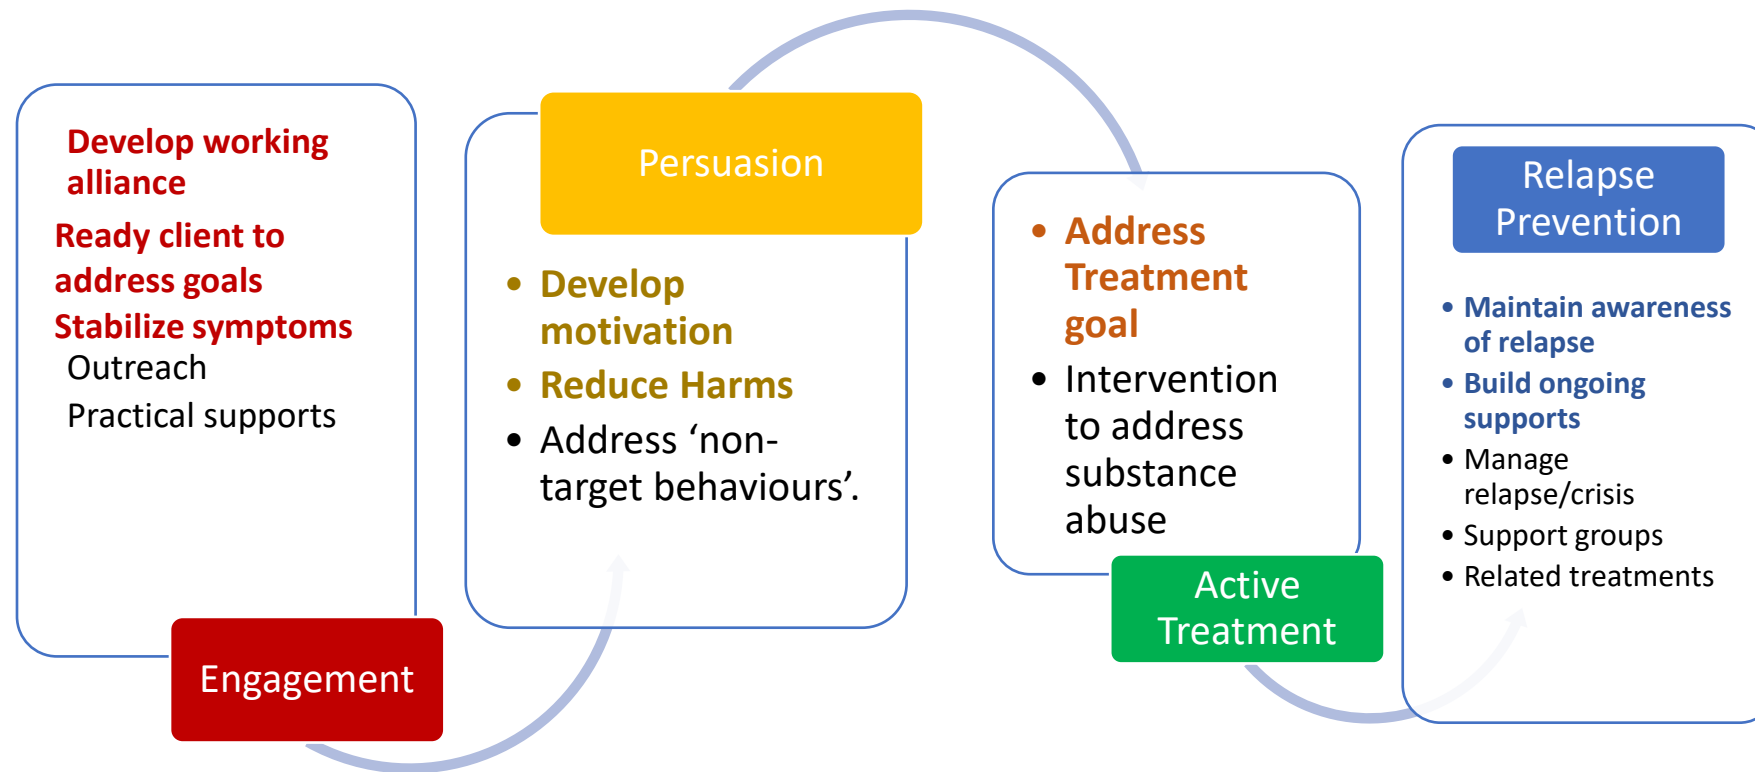 Develop working
alliance
Ready client to
address goals
Stabilize symptoms
Outreach
Practical supports
Engagement
Persuasion
• Develop
motivation
• Reduce Harms
• Address ‘non-
target behaviours’.
• Address
Treatment
goal
• Intervention
to address
substance
abuse
Active
Treatment
Relapse
Prevention
• Maintain awareness
of relapse
• Build ongoing
supports
• Manage
relapse/crisis
• Support groups
• Related treatments